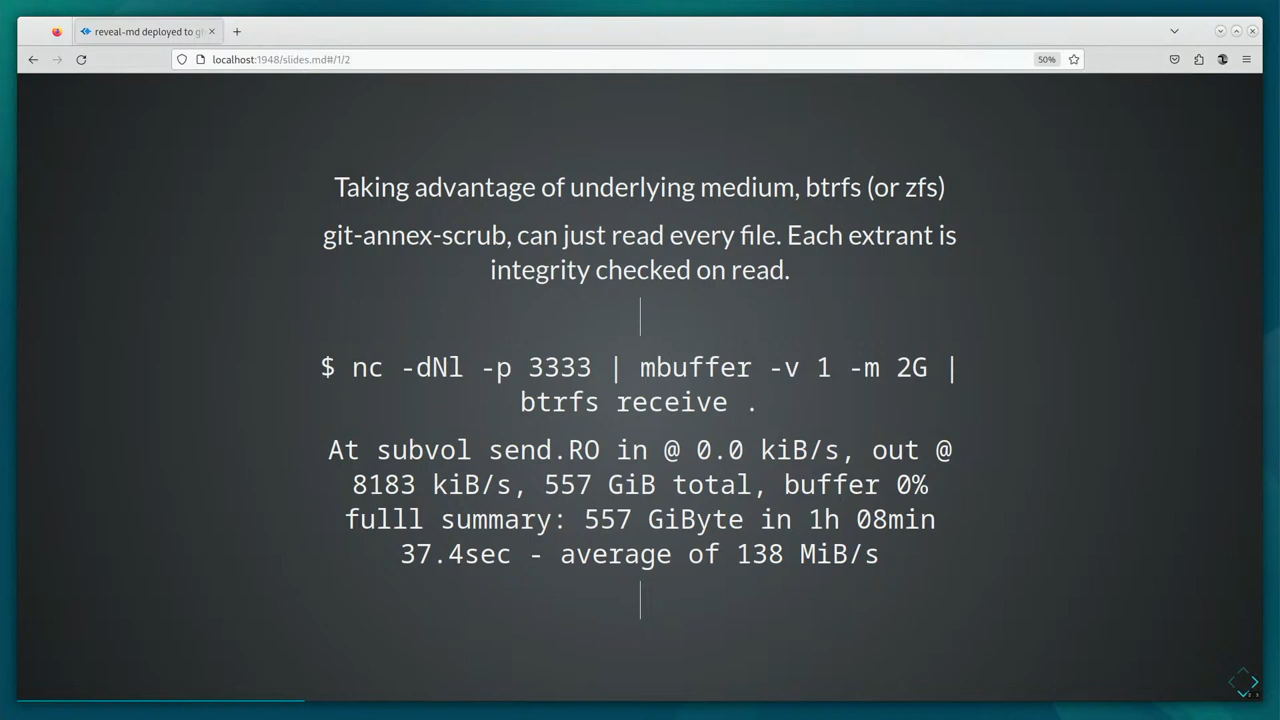 reveal-md deployed to gi
localhost:1948/slides.md#/1/2
50%
Taking advantage of underlying medium, btrfs (or zfs)
git-annex-scrub, can just read every file. Each extrant is
integrity checked on read.
|
$ nc -dNl -p 3333 | mbuffer -v 1 -m 2G |
btrfs receive .
At subvol send.RO in @ 0.0 kiB/s, out @
8183 kiB/s, 557 GiB total, buffer 0%
fulll summary: 557 GiByte in 1h 08min
37.4sec - average of 138 MiB/s
|